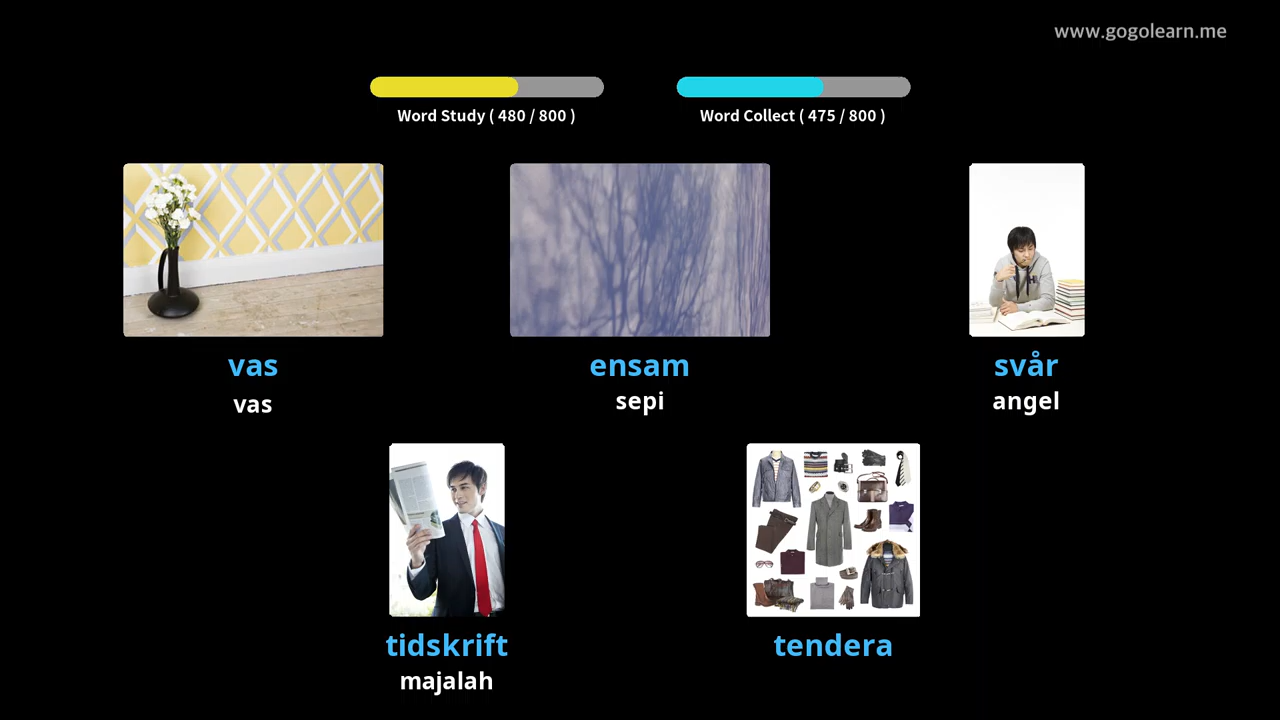 www.gogolearn.me
Word Study ( 480 / 800 )
Word Collect ( 475 / 800 )
vas
vas
ensam
sepi
svår
angel
tidskrift
majalah
tendera